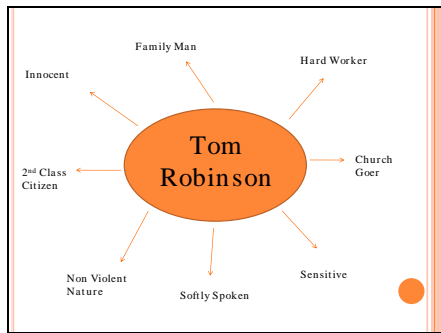 Family Man
Hard Worker
Innocent
Tom
Robinson
Church
Goer
2nd Class
Citizen
Non Violent
Nature
Softly Spoken
Sensitive